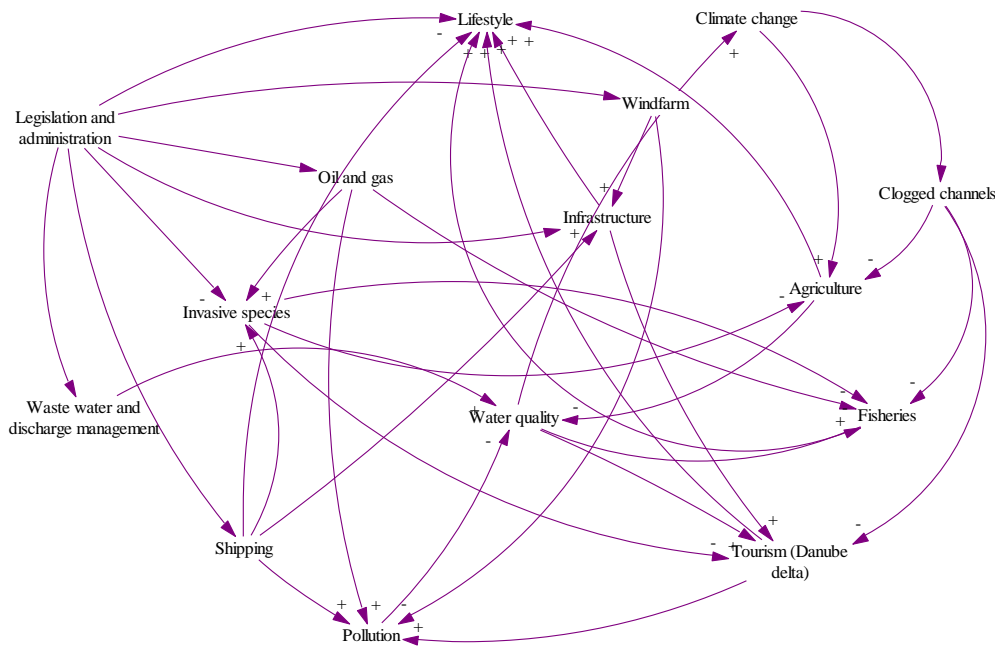 Lifestyle
Climate change
-
+ + + + +
+
Windfarm
Legislation and
administration
Oil and gas
+
Clogged channels
Infrastructure
+
+
-
Agriculture
-
-
+
Invasive species
+
-
-
Waste water and
discharge management
+
Water quality
-
-
-
+
Fisheries
-
+
-
Shipping
-
+
Tourism (Danube
delta)
+
+
-
+
Pollution